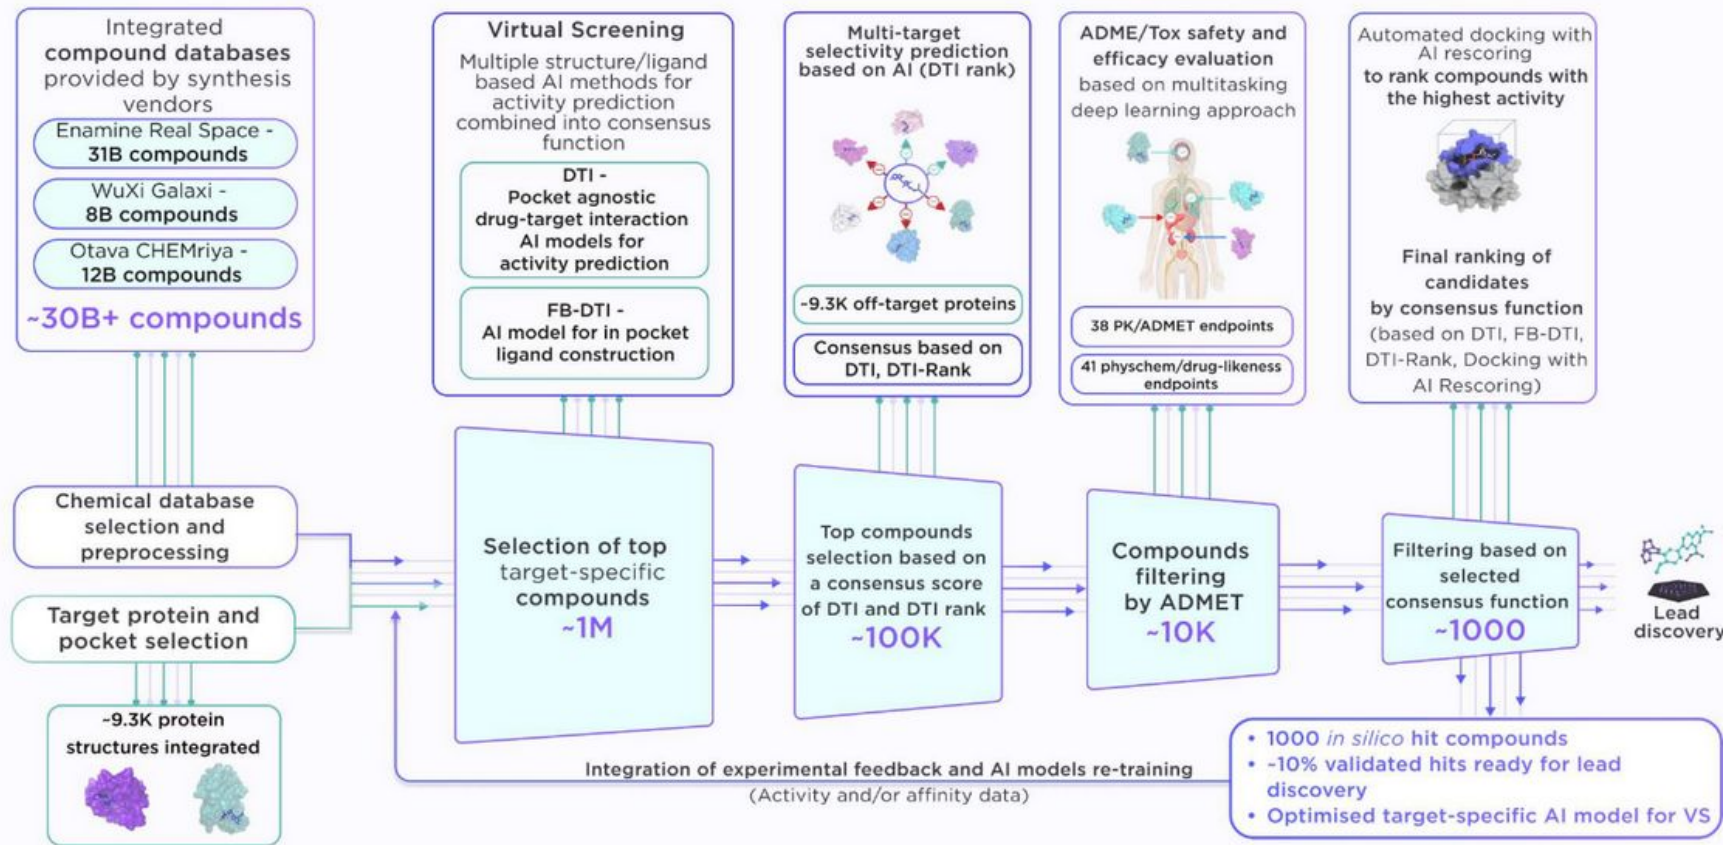 Integrated
compound databases
provided by synthesis
vendors
Enamine Real Space -
31B compounds
WuXi Galaxi -
8B compounds
Otava CHEMriya -
12B compounds
~30B+ compounds
Virtual Screening
Multiple structure/ligand
based AI methods for
activity prediction
combined into consensus
function
DTI -
Pocket agnostic
drug-target interaction
AI models for
activity prediction
FB-DTI -
AI model for in pocket
ligand construction
Multi-target
selectivity prediction
based on AI (DTI rank)
~9.3K off-target proteins
Consensus based on
DTI, DTI-Rank
ADME/Tox safety and
efficacy evaluation
based on multitasking
deep learning approach
38 PK/ADMET endpoints
41 physchem/drug-likeness
endpoints
Automated docking with
AI rescoring
to rank compounds with
the highest activity
Final ranking of
candidates
by consensus function
(based on DTI, FB-DTI,
DTI-Rank, Docking with
AI Rescoring)
Chemical database
selection and
preprocessing
Target protein and
pocket selection
~9.3K protein
structures integrated
Selection of top
target-specific
compounds
~1M
Top compounds
selection based on
a consensus score
of DTI and DTI rank
~100K
Compounds
filtering
by ADMET
~10K
Filtering based on
selected
consensus function
~1000
Lead
discovery
Integration of experimental feedback and AI models re-training
(Activity and/or affinity data)
• 1000 in silico hit compounds
• ~10% validated hits ready for lead
discovery
• Optimised target-specific AI model for VS